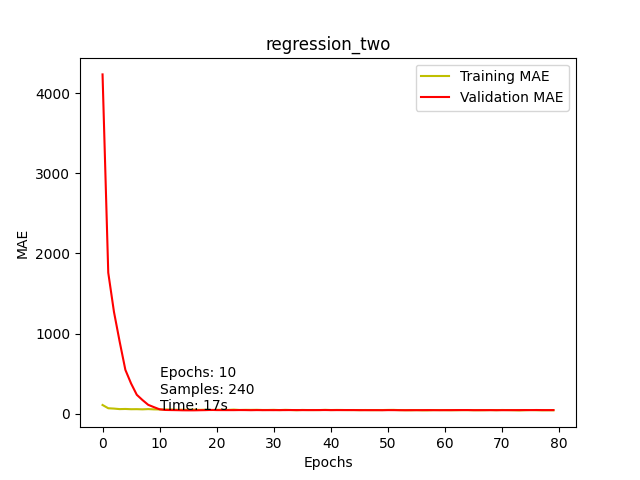 regression_two
Training MAE
Validation MAE
4000
3000
2000
1000
0
MAE
Epochs: 10
Samples: 240
Time: 17s
0 10 20 30 40 50 60 70 80
Epochs